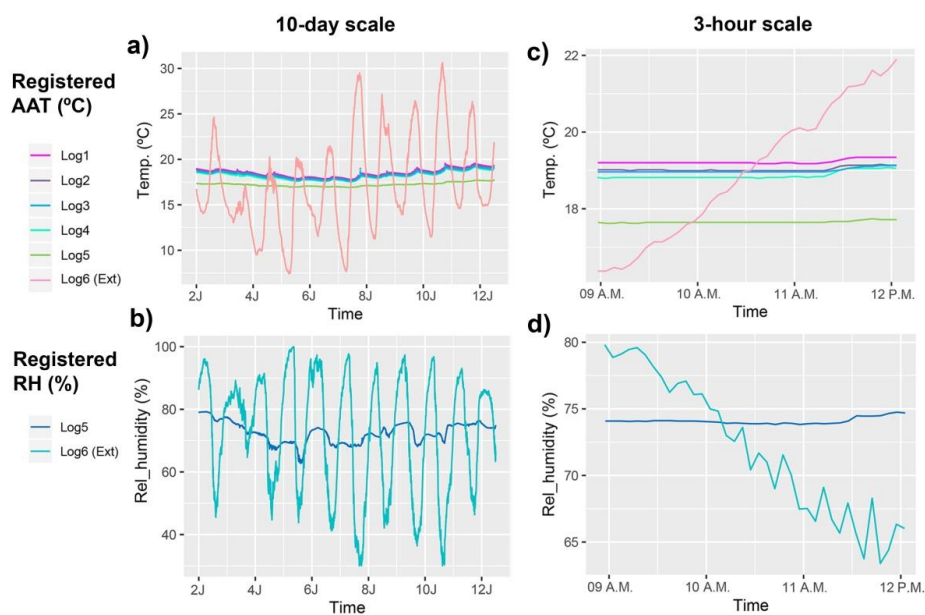 10-day scale
3-hour scale
a)
c)
Registered
AAT (ºC)
Log1
Log2
Log3
Log4
Log5
Log6 (Ext)
Temp. (ºC)
30
25
20
15
10
2J
4J
6J
8J
10J
12J
Time
Temp. (ºC)
22
20
18
09 A.M.
10 A.M.
11 A.M.
12 P.M.
Time
b)
d)
Registered
RH (%)
Log5
Log6 (Ext)
Rel_humidity (%)
100
80
60
40
2J
4J
6J
8J
10J
12J
Time
Rel_humidity (%)
80
75
70
65
09 A.M.
10 A.M.
11 A.M.
12 P.M.
Time